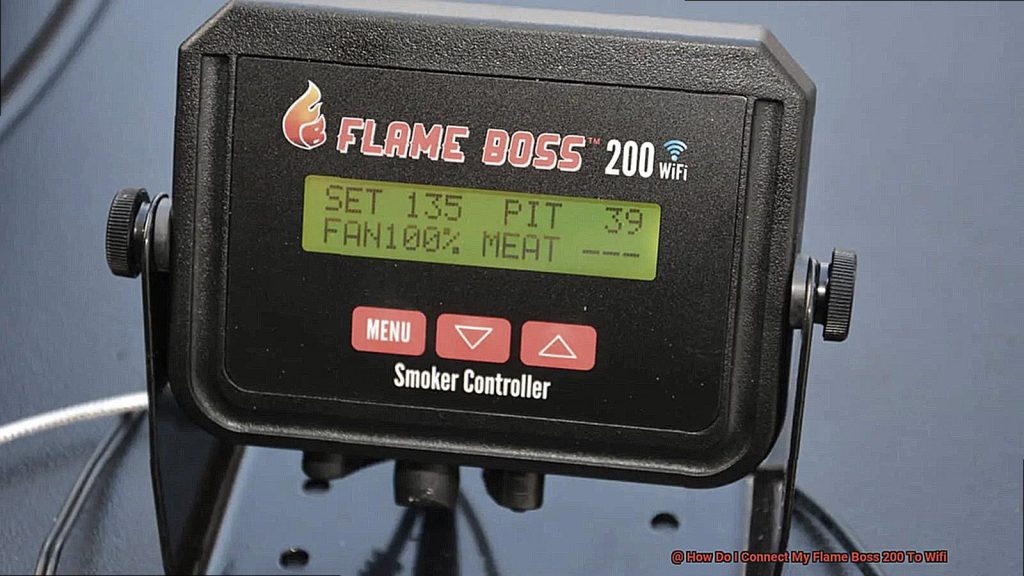 FLAME BOSS™ 200 WiFi
SET 135 PIT 39
FAN100% MEAT ---
MENU
Smoker Controller
@ How Do I Connect My Flame Boss 200 To Wifi